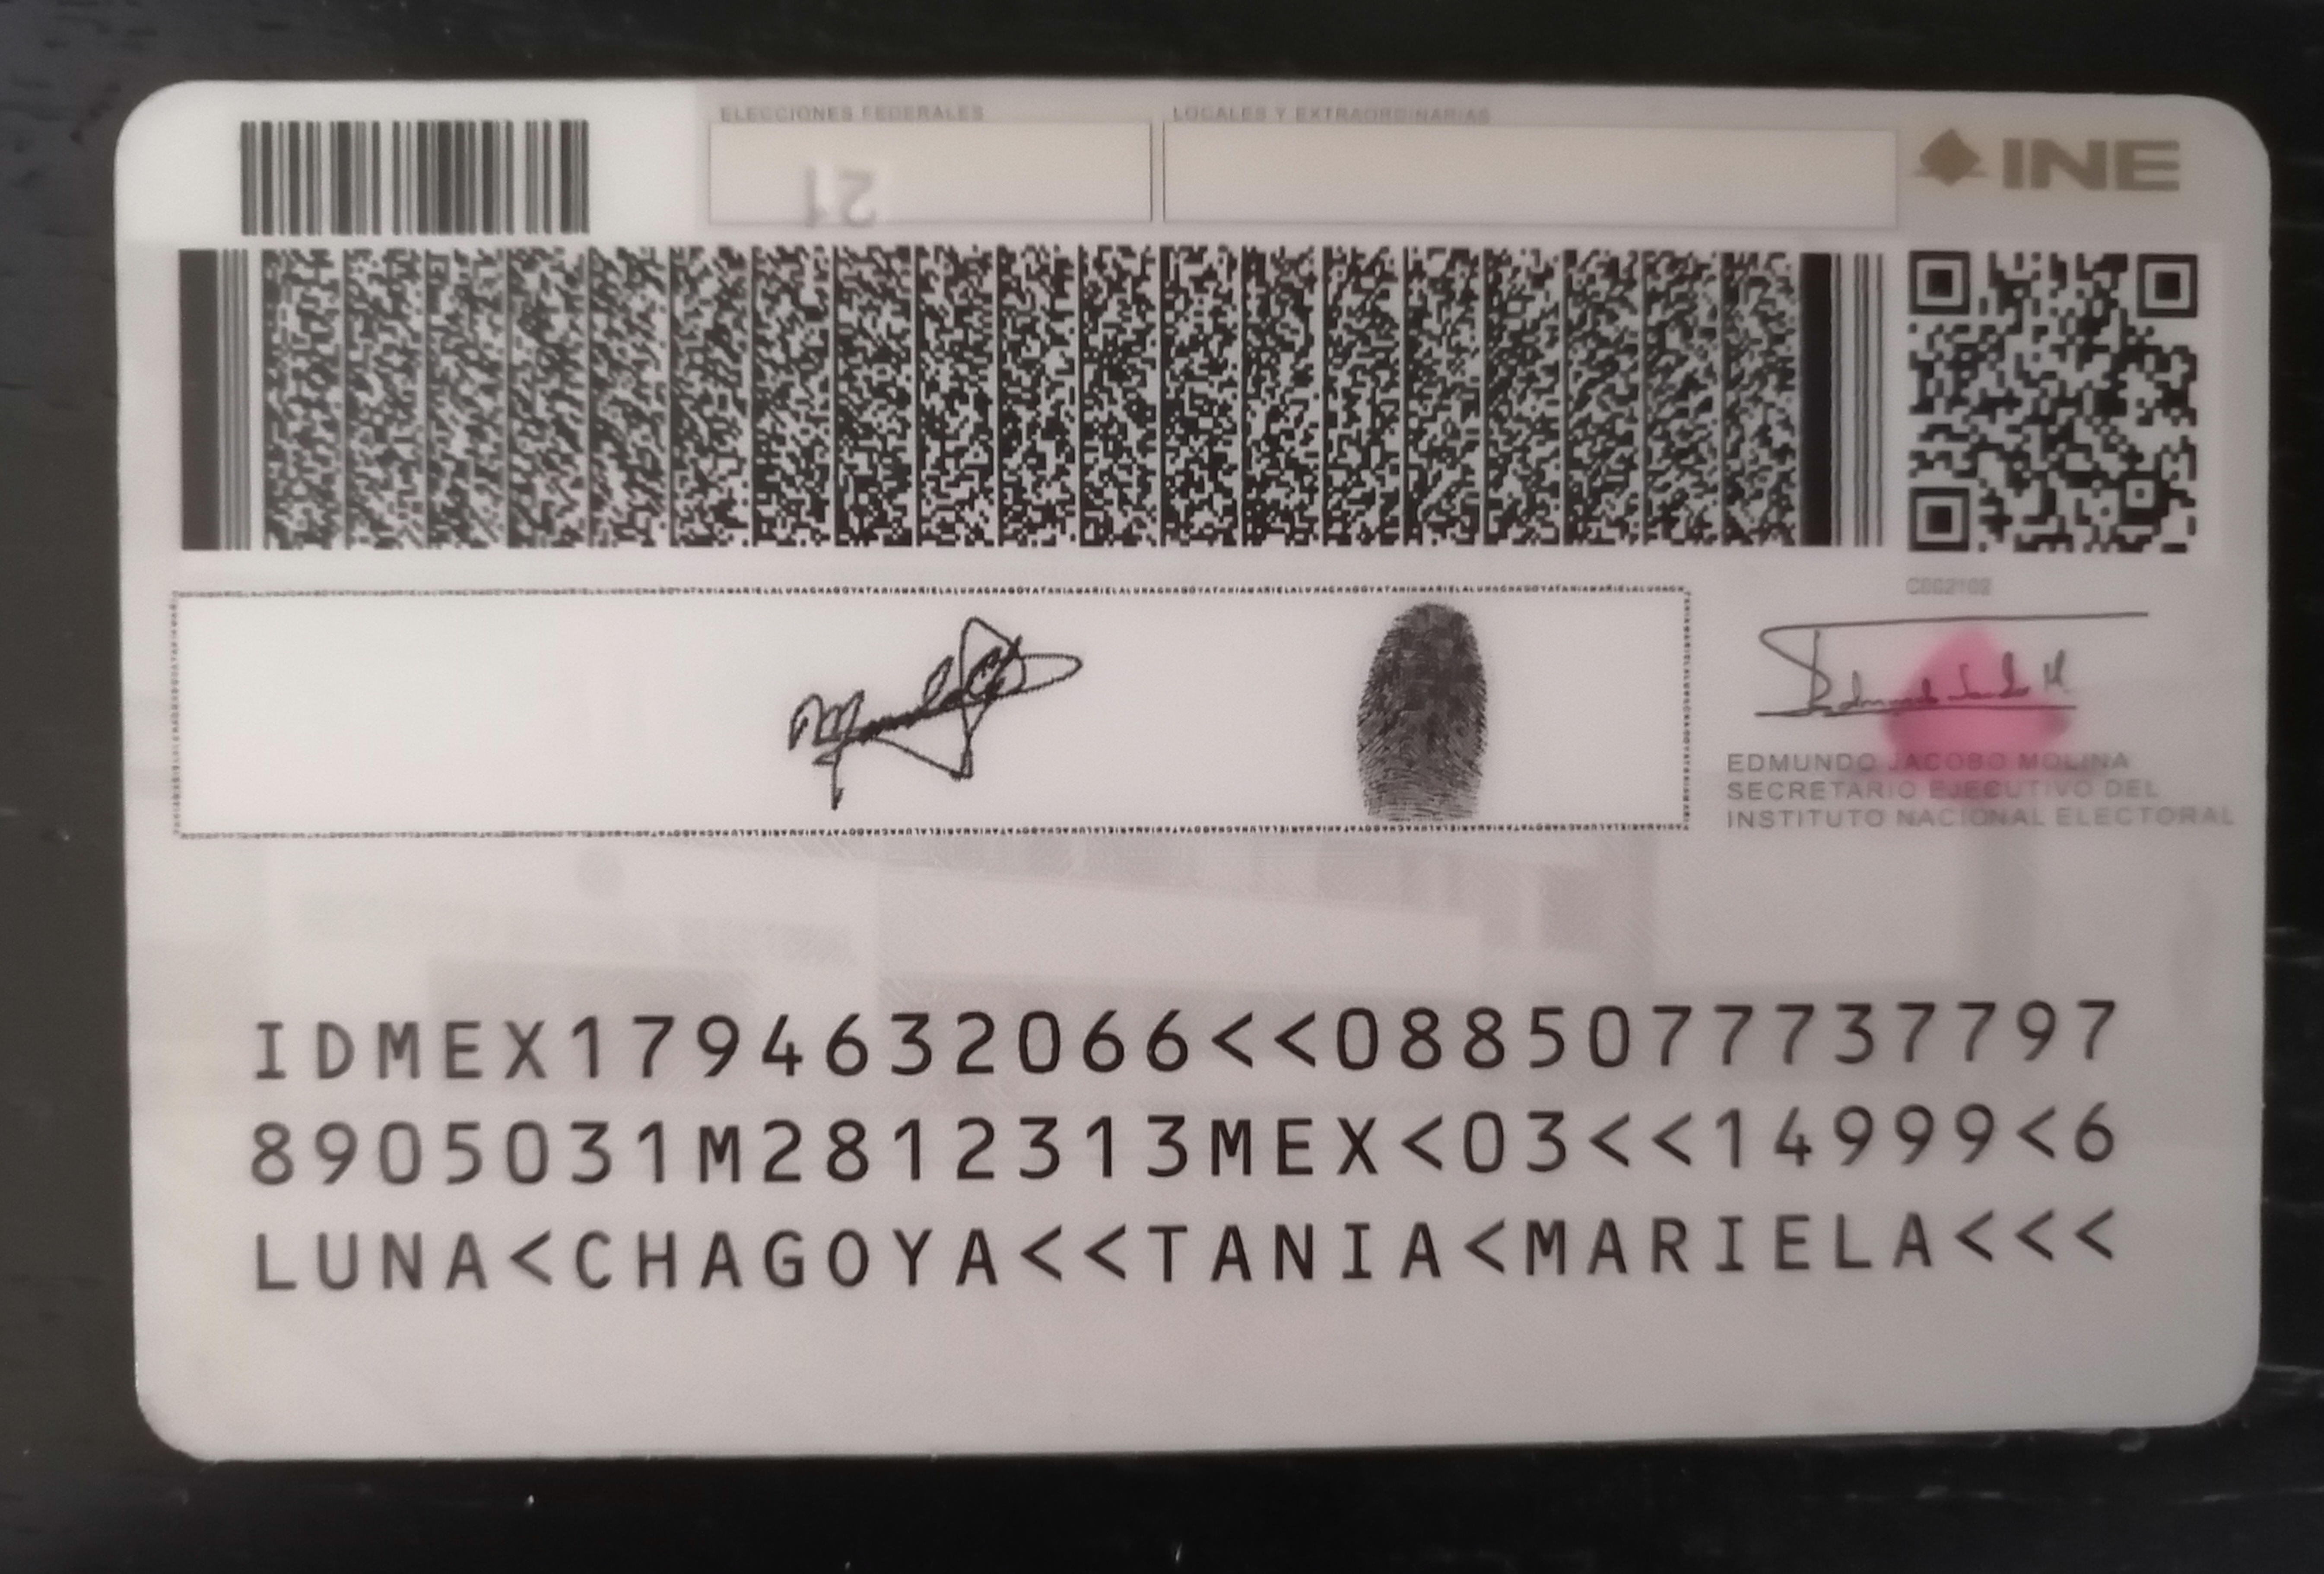 ELECCIONES FEDERALES
LOCALES Y EXTRAORDINARIAS
INE
21
EDMUNDO JACOBO MOLINA
SECRETARIO EJECUTIVO DEL
INSTITUTO NACIONAL ELECTORAL
IDMEX1794632066<<0885077737797
8905031M2812313MEX<03<<14999<6
LUNA<CHAGOYA<<TANIA<MARIELA<<<